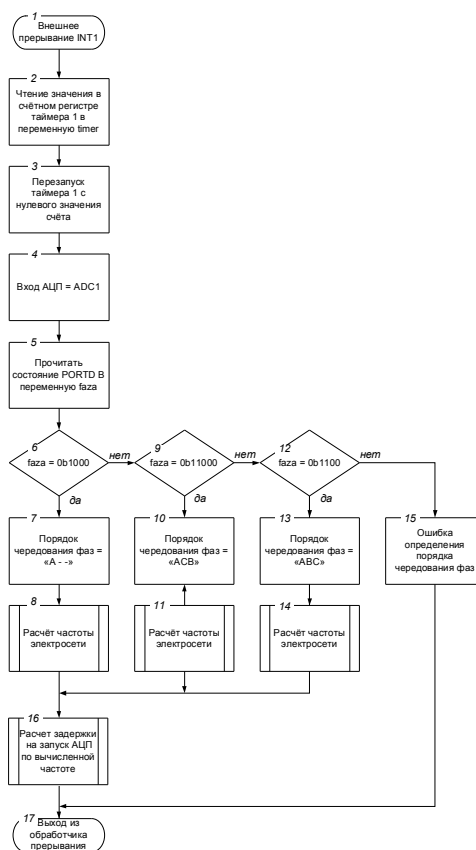 1
Внешнее
прерывание INT1
2
Чтение значения в
счётном регистре
таймера 1 в
переменную timer
3
Перезапуск
таймера 1 с
нулевого значения
счёта
4
Вход АЦП = ADC1
5
Прочитать
состояние PORTD В
переменную faza
6
faza = 0b1000
нет
да
9
faza = 0b11000
нет
да
12
faza = 0b1100
нет
да
7
Порядок
чередования фаз =
«A - -»
10
Порядок
чередования фаз =
«ACB»
13
Порядок
чередования фаз =
«ABC»
15
Ошибка
определения
порядка
чередования фаз
8
Расчёт частоты
электросети
11
Расчёт частоты
электросети
14
Расчёт частоты
электросети
16
Расчет задержки
на запуск АЦП
по вычисленной
частоте
17
Выход из
обработчика
прерывания